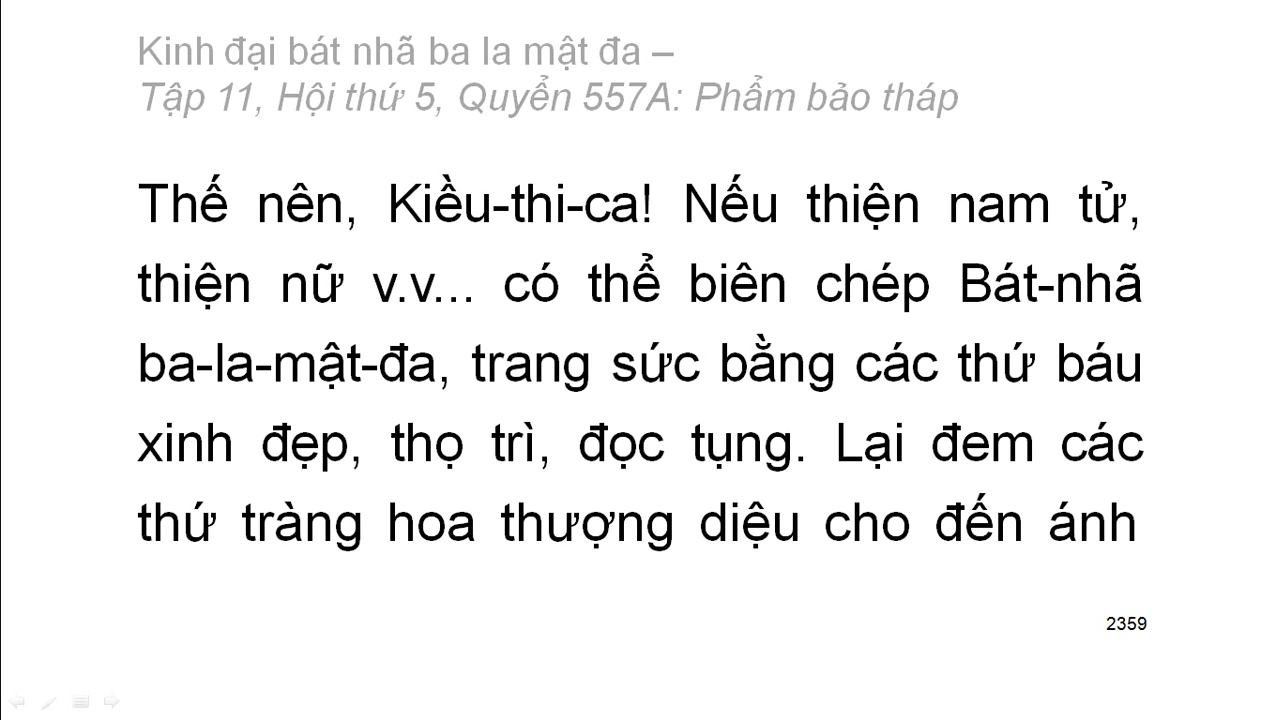 Kinh đại bát nhã ba la mật đa –
Tập 11, Hội thứ 5, Quyển 557A: Phẩm bảo tháp
Thế nên, Kiều-thi-ca! Nếu thiện nam tử,
thiện nữ v.v... có thể biên chép Bát-nhã
ba-la-mật-đa, trang sức bằng các thứ báu
xinh đẹp, thọ trì, đọc tụng. Lại đem các
thứ tràng hoa thượng diệu cho đến ánh
2359